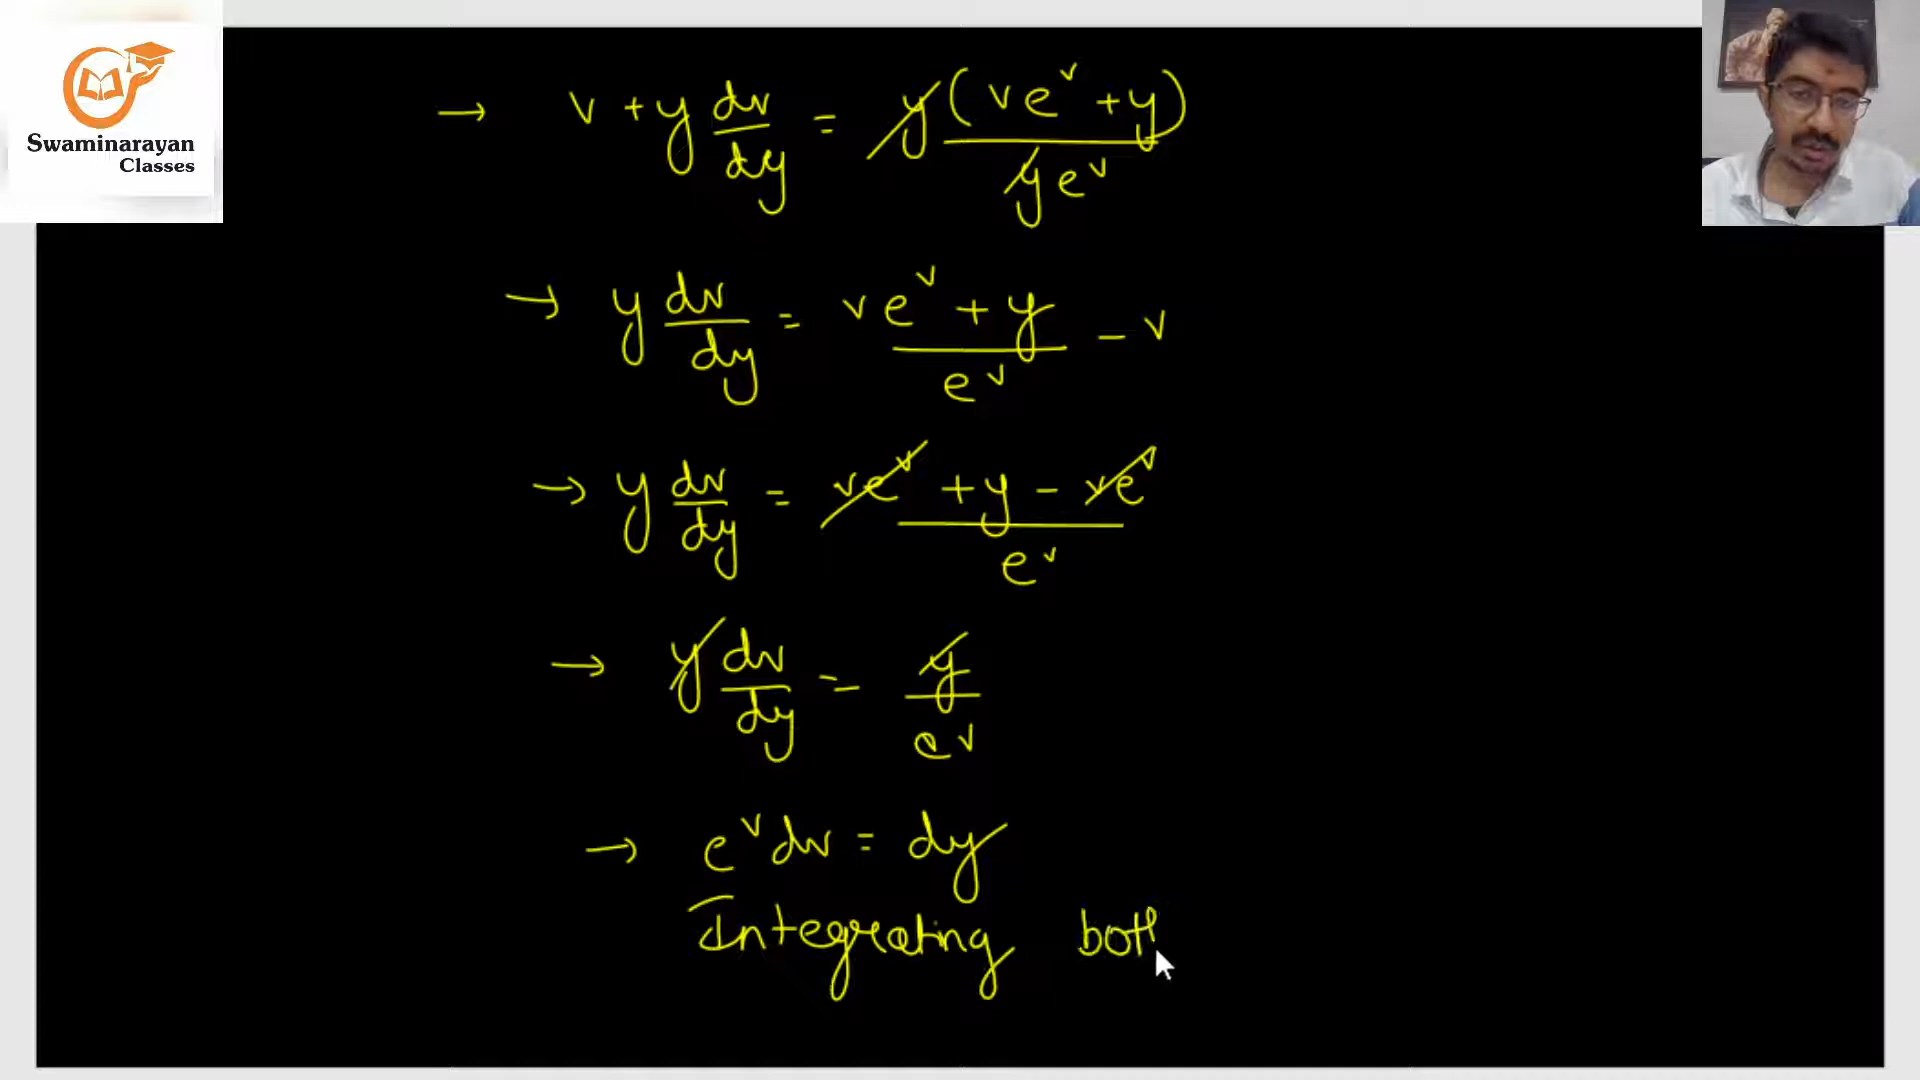 Swaminarayan
Classes
→ v + y dv/dy = y(ve^v + y) / ye^v
→ y dv/dy = ve^v + y / e^v - v
→ y dv/dy = ve^v + y - ve^v / e^v
→ y dv/dy = y / e^v
→ e^v dv = dy
Integrating both